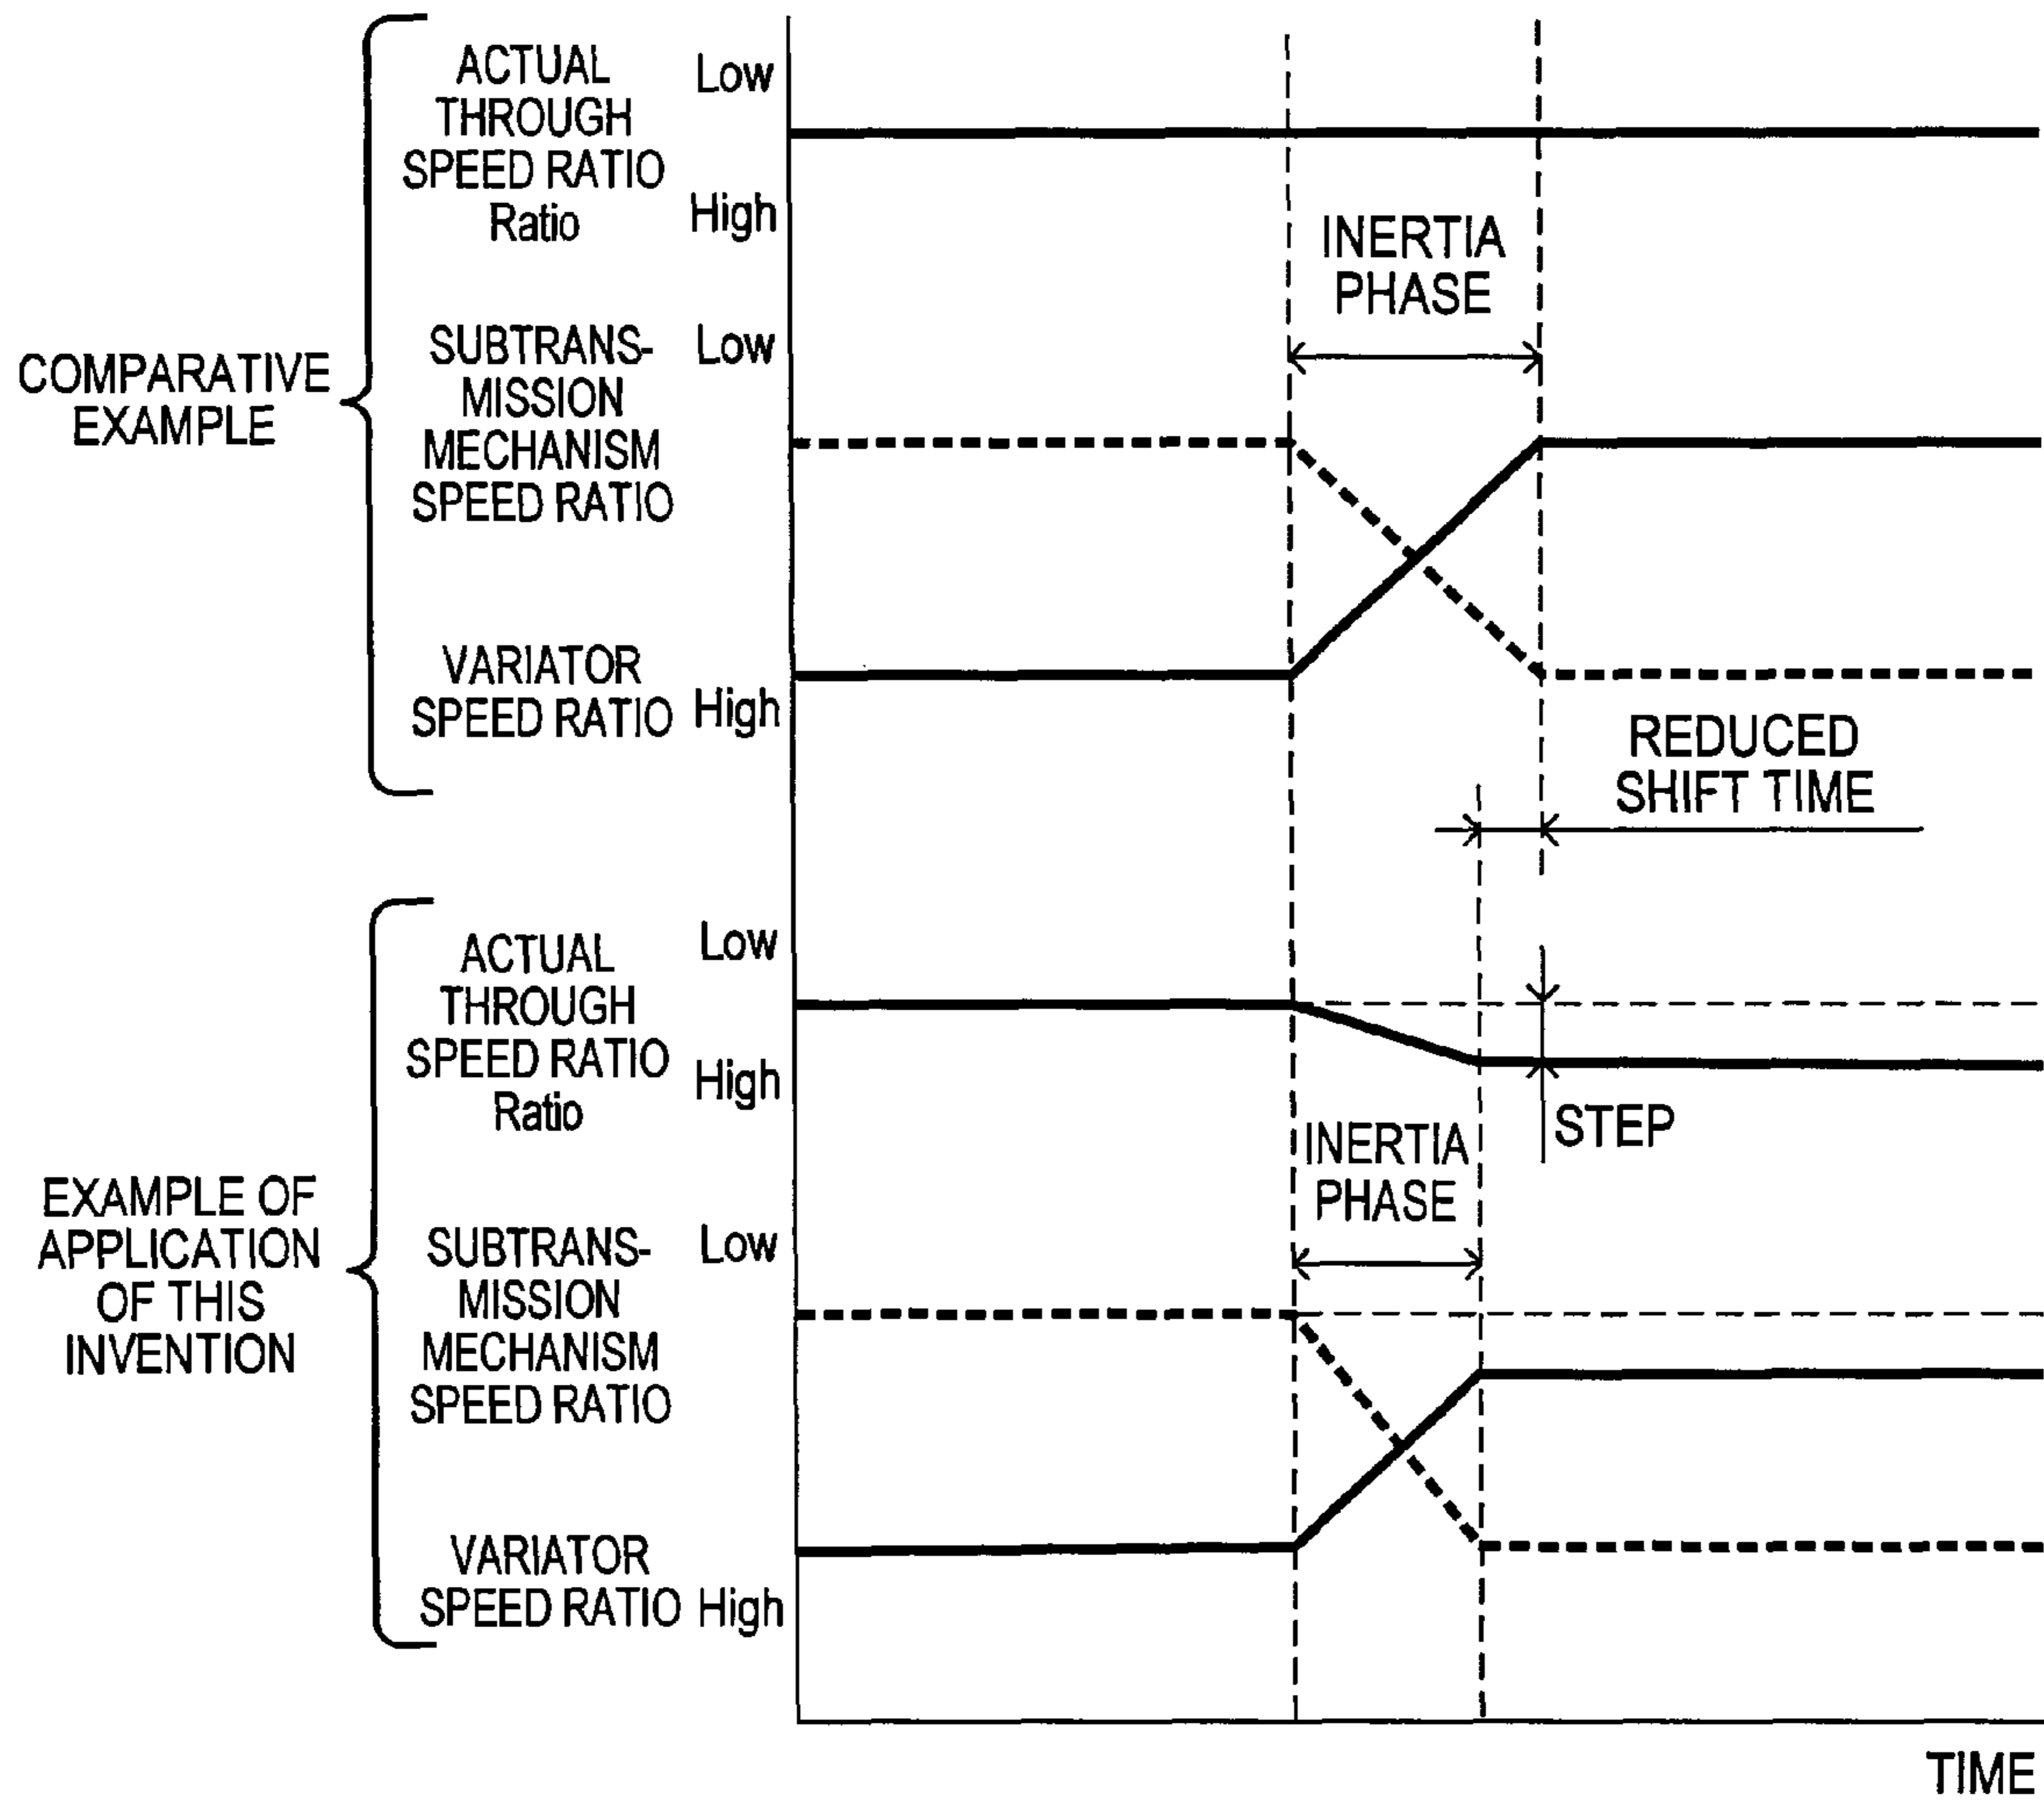 COMPARATIVE
EXAMPLE
ACTUAL
THROUGH
SPEED RATIO
Ratio
Low
High
SUBTRANS-
MISSION
MECHANISM
SPEED RATIO
Low
VARIATOR
SPEED RATIO
High
INERTIA
PHASE
REDUCED
SHIFT TIME
EXAMPLE OF
APPLICATION
OF THIS
INVENTION
ACTUAL
THROUGH
SPEED RATIO
Ratio
Low
High
STEP
INERTIA
PHASE
SUBTRANS-
MISSION
MECHANISM
SPEED RATIO
Low
VARIATOR
SPEED RATIO
High
TIME